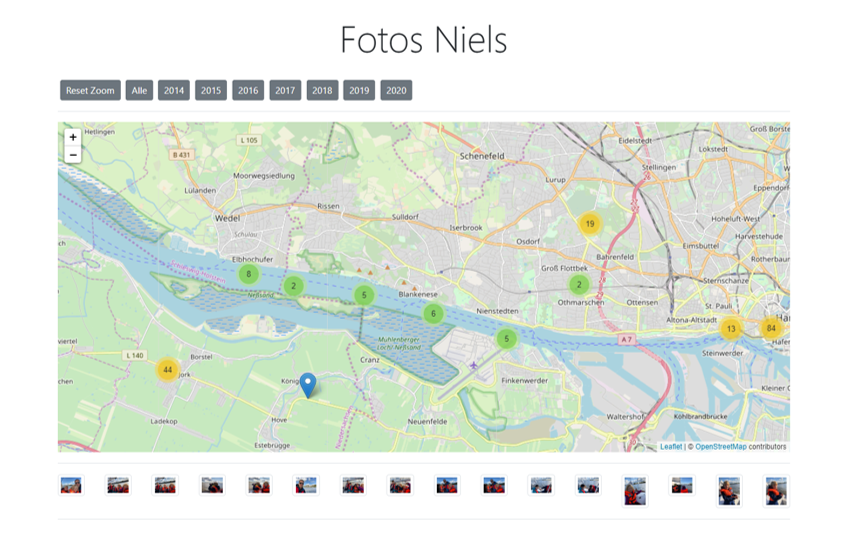 Fotos Niels
Reset Zoom Alle 2014 2015 2016 2017 2018 2019 2020
+
−
Hetlingen
B 431
L 105
Moorwegsiedlung
Schenefeld
Eidelstedt
Groß Borste
Lokstedt
Stellingen
Lurup
Lülanden
Eppendorf
Rissen
Wedel
Sülldorf
19
Hoheluft-West
Schulau
Iserbrook
Osdorf
Harvestehude
Eimsbüttel
Bahrenfeld
Elbhochufer
Rotherbaum
8
Groß Flottbek
2
Sternschanze
2
Neßsand
5
Blankenese
Othmarschen
Ottensen
St. Pauli
6
Nienstedten
Altona-Altstadt
13
84
5
A 7
Mühlenberger
Loch/Neßsand
Steinwerder
L 140
Borstel
Cranz
44
jork
König
Finkenwerder
Kleiner
Ladekop
Hove
Neuenfelde
Waltershof
Köhlbrandbrücke
Estebrügge
Leaflet | © OpenStreetMap contributors